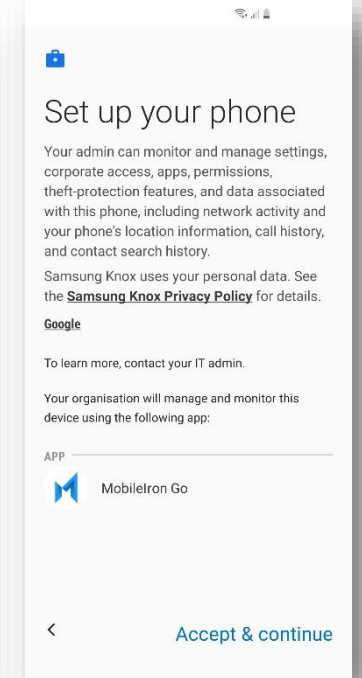 Set up your phone
Your admin can monitor and manage settings,
corporate access, apps, permissions,
theft-protection features, and data associated
with this phone, including network activity and
your phone's location information, call history,
and contact search history.
Samsung Knox uses your personal data. See
the Samsung Knox Privacy Policy for details.
Google
To learn more, contact your IT admin.
Your organisation will manage and monitor this
device using the following app:
APP
MobileIron Go
Accept & continue